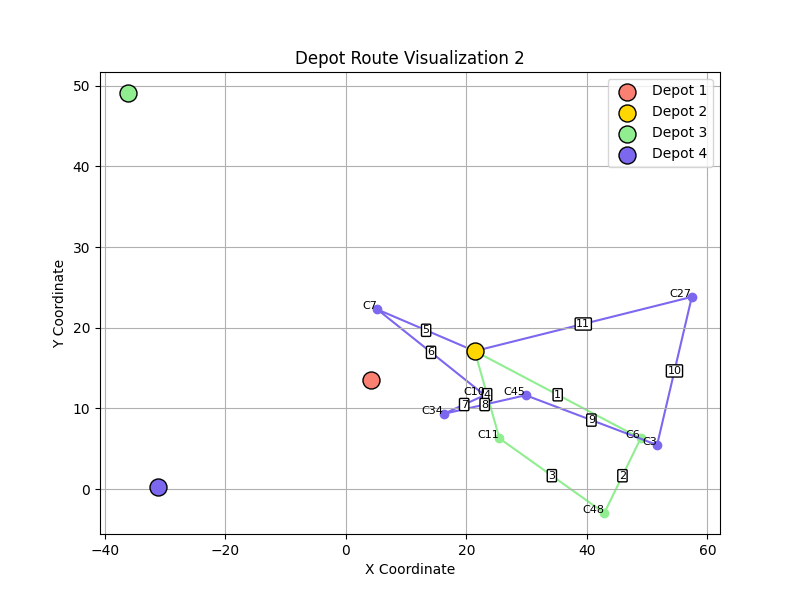 Depot Route Visualization 2
Depot 1
Depot 2
Depot 3
Depot 4
Y Coordinate
50
40
30
20
10
0
−40
−20
0
20
40
60
X Coordinate
C27
C7
11
5
6
10
C45
4
1
7
8
C34
9
C11
C6
C3
3
2
C48